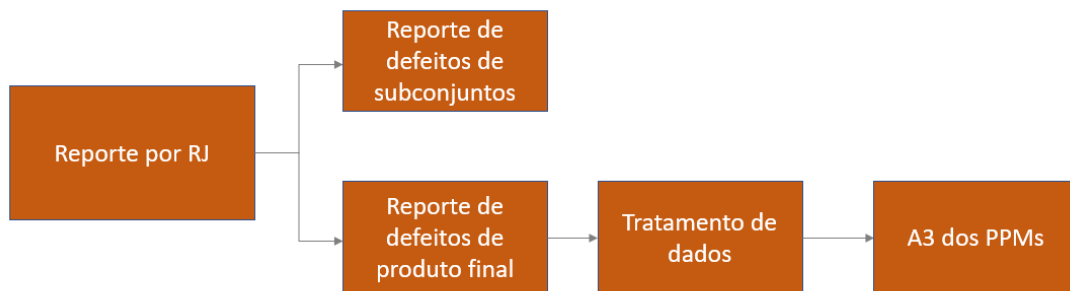 Reporte de
defeitos de
subconjuntos
Reporte por RJ
Reporte de
defeitos de
produto final
Tratamento de
dados
A3 dos PPMs